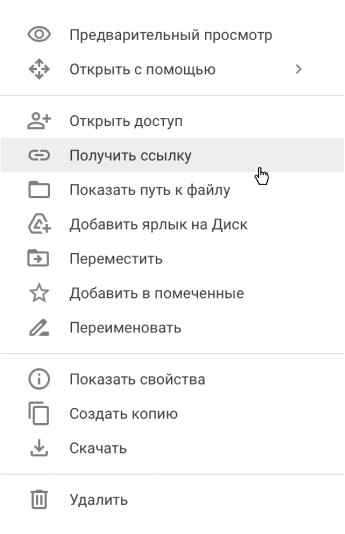 Предварительный просмотр
Открыть с помощью
Открыть доступ
Получить ссылку
Показать путь к файлу
Добавить ярлык на Диск
Переместить
Добавить в помеченные
Переименовать
Показать свойства
Создать копию
Скачать
Удалить